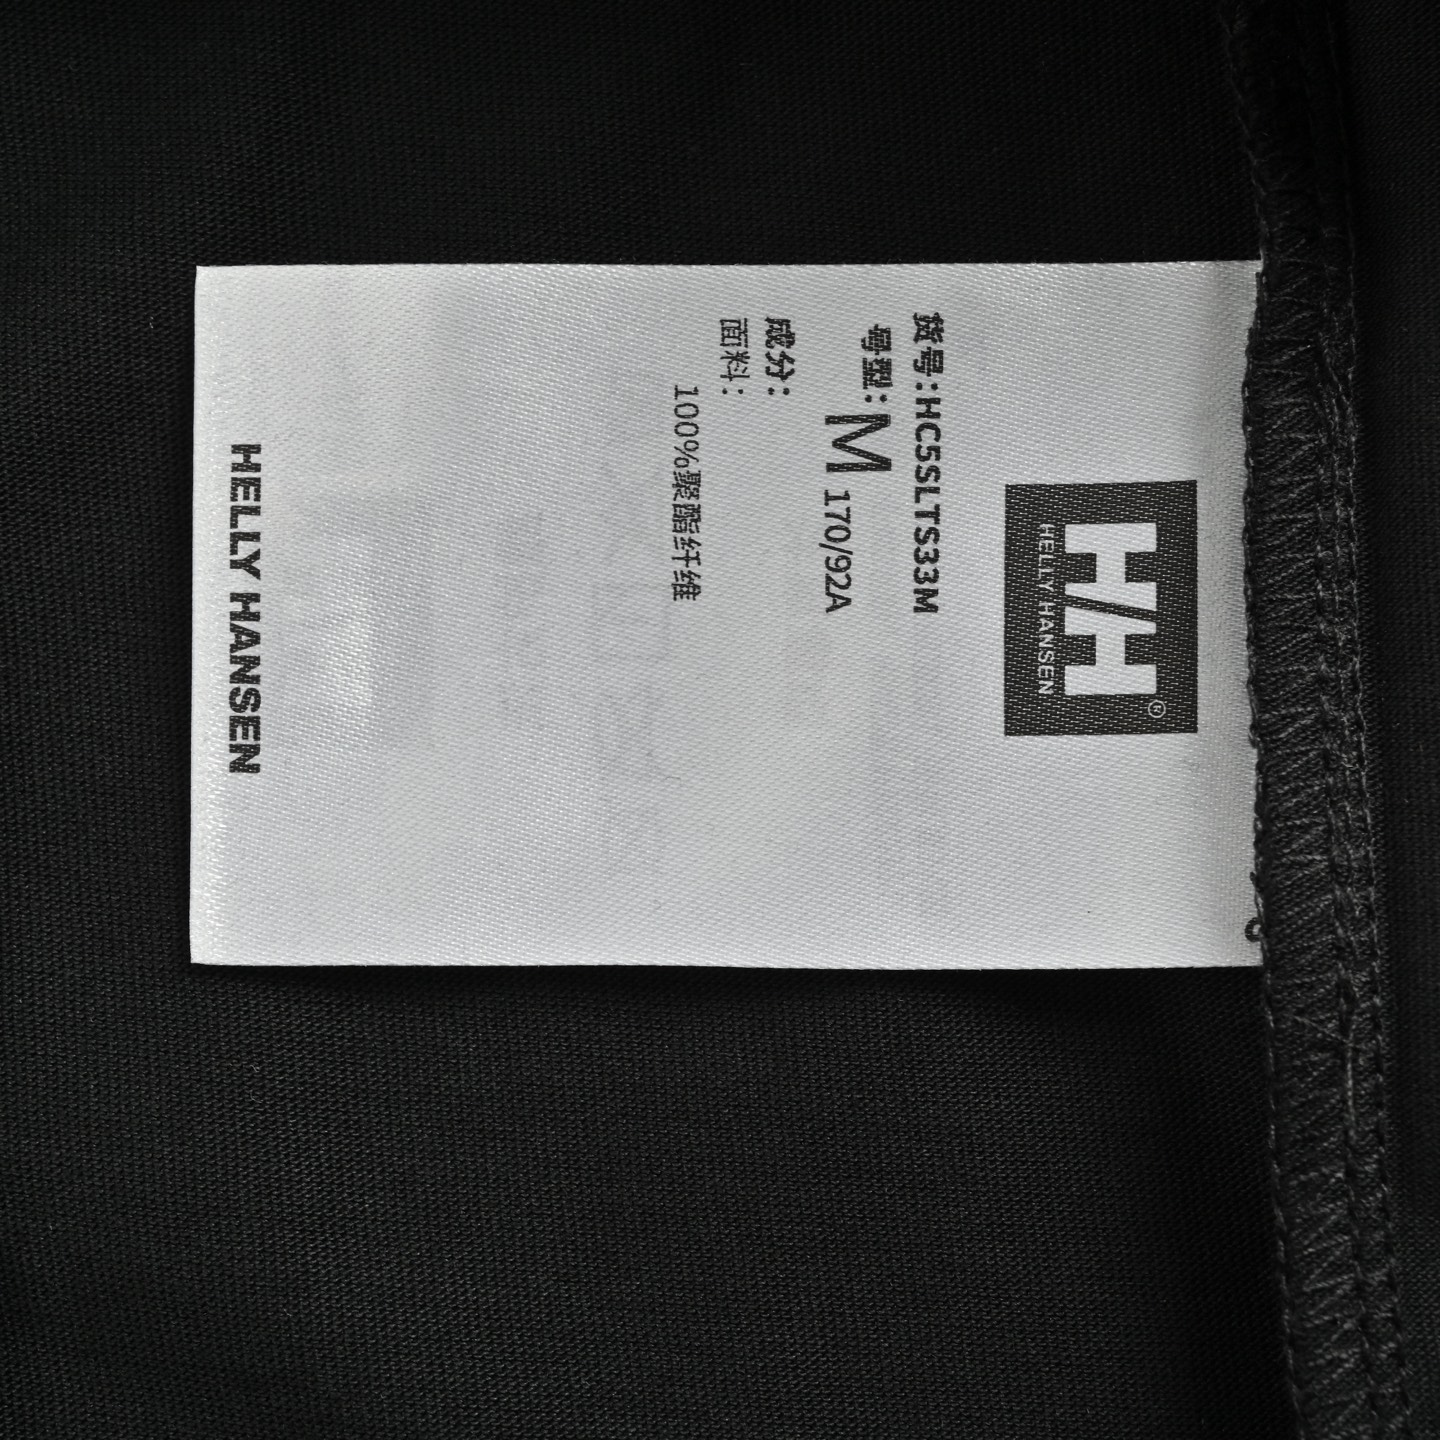 HH®
HELLY HANSEN
货号:HC5SLTS33M
号型:M 170/92A
成分:
面料:
100%聚酯纤维
HELLY HANSEN